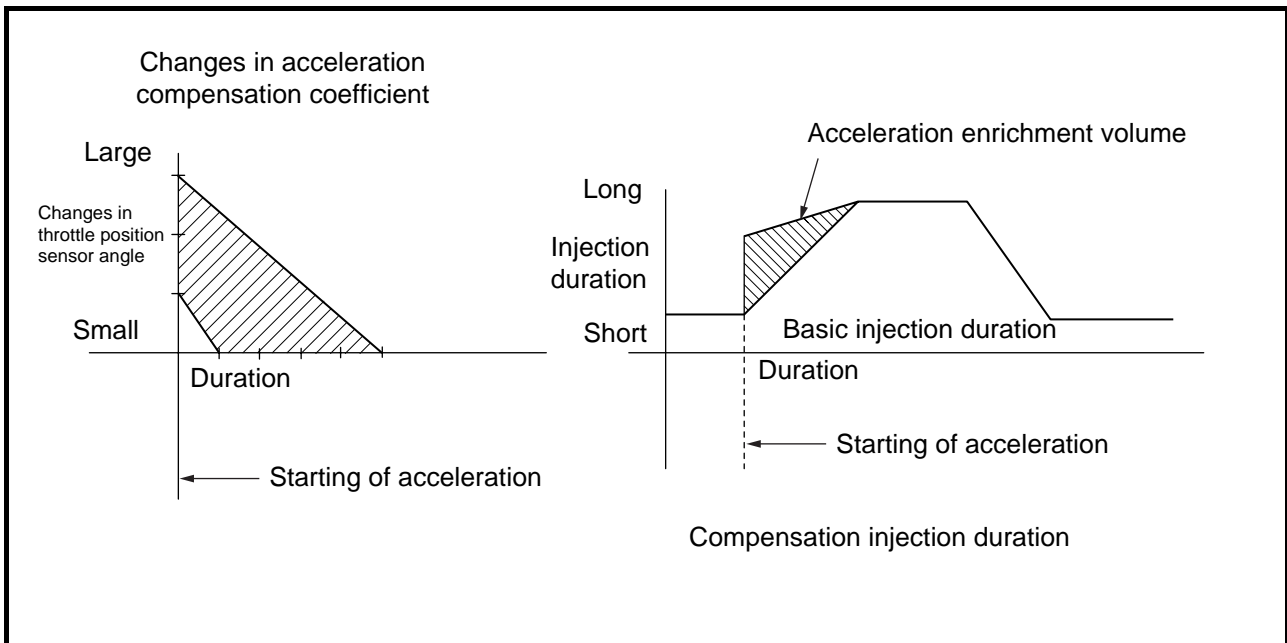 Changes in acceleration
compensation coefficient
Large
Changes in
throttle position
sensor angle
Small
Duration
Starting of acceleration
Acceleration enrichment volume
Long
Injection
duration
Short
Basic injection duration
Duration
Starting of acceleration
Compensation injection duration